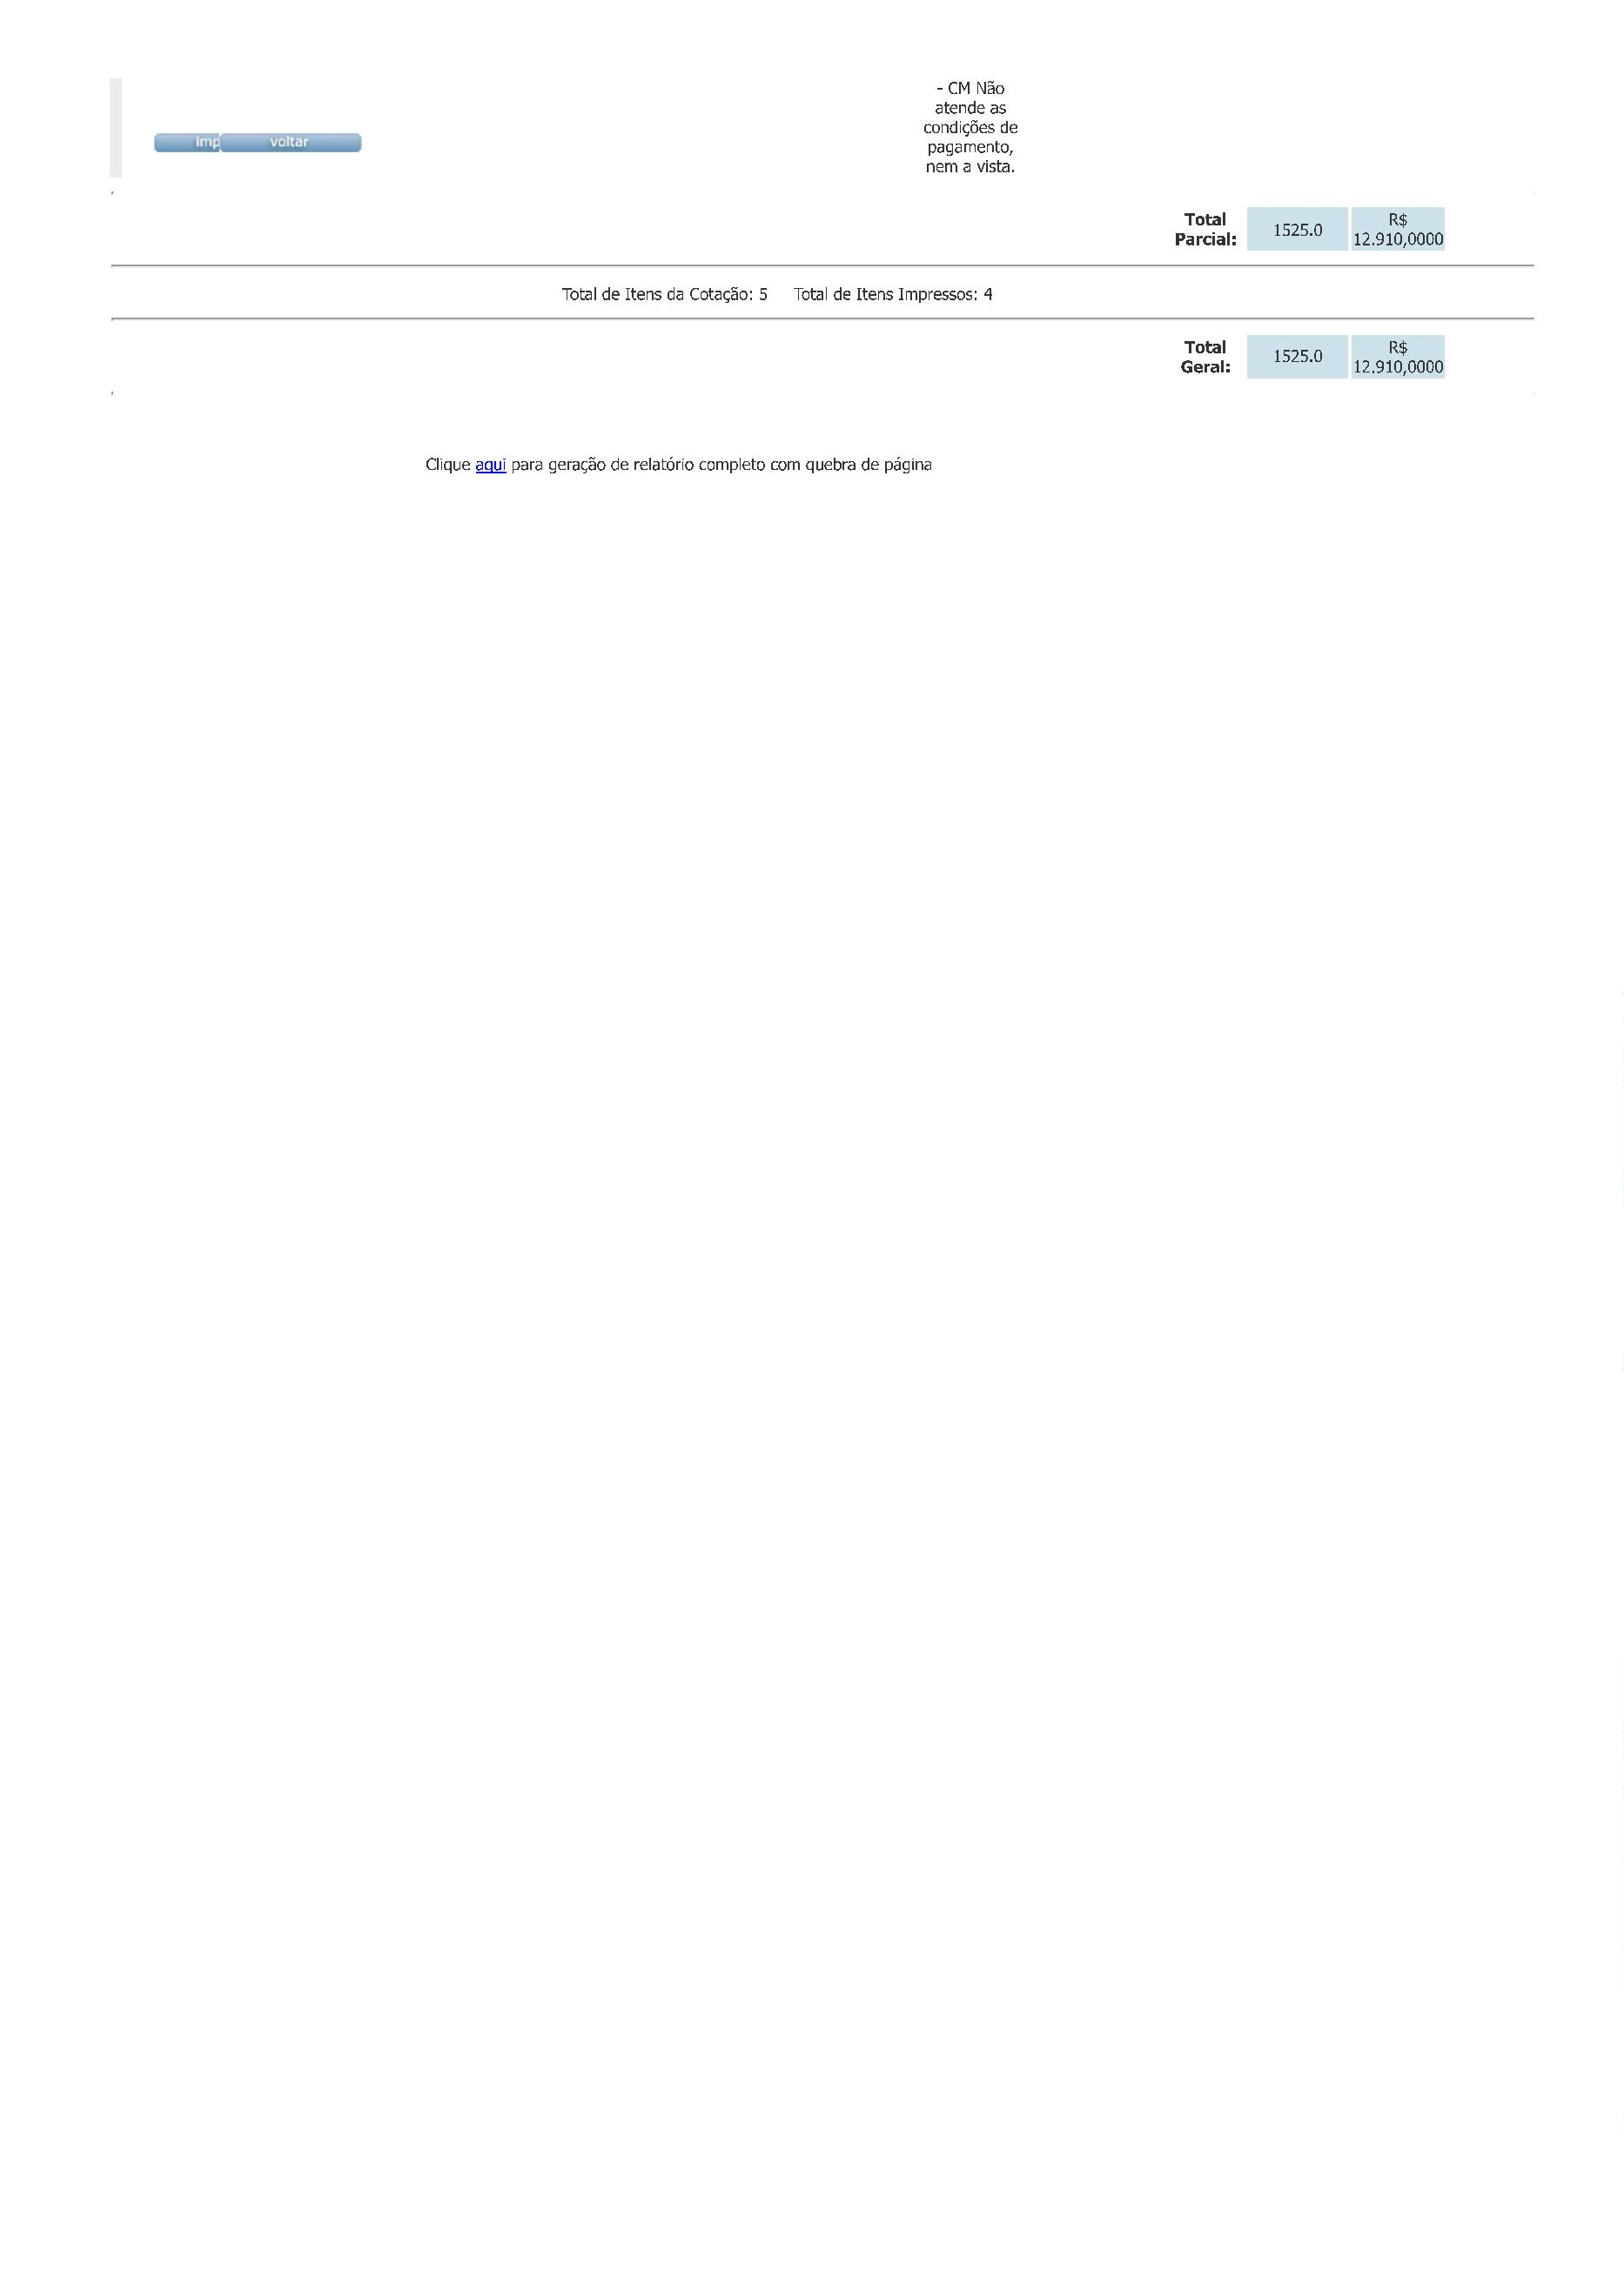 - CM Não
atende as
condições de
pagamento,
nem a vista.
imp voltar
Total
Parcial:
1525.0
R$
12.910,0000
Total de Itens da Cotação: 5 Total de Itens Impressos: 4
Total
Geral:
1525.0
R$
12.910,0000
Clique aqui para geração de relatório completo com quebra de página